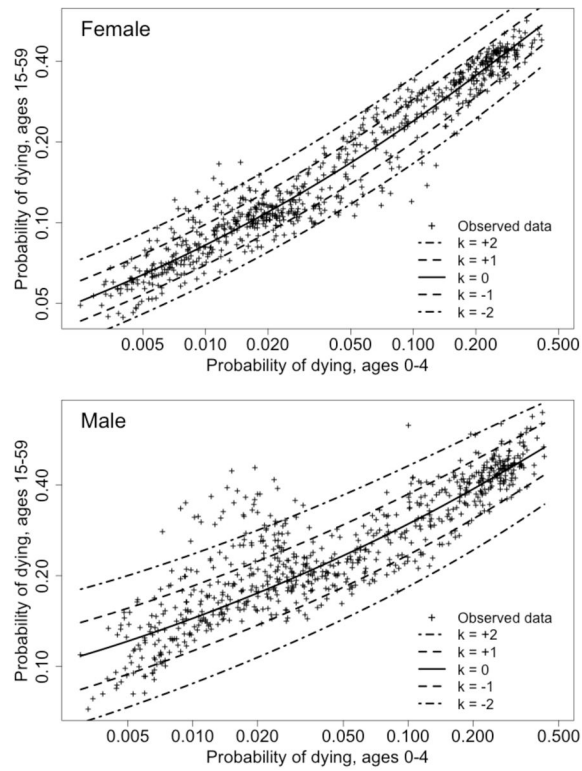 Female
Probability of dying, ages 15-59
0.40
0.20
0.10
0.05
Observed data
k = +2
k = +1
k = 0
k = -1
k = -2
0.005 0.010 0.020 0.050 0.100 0.200 0.500
Probability of dying, ages 0-4
Male
Probability of dying, ages 15-59
0.40
0.20
0.10
Observed data
k = +2
k = +1
k = 0
k = -1
k = -2
0.005 0.010 0.020 0.050 0.100 0.200 0.500
Probability of dying, ages 0-4